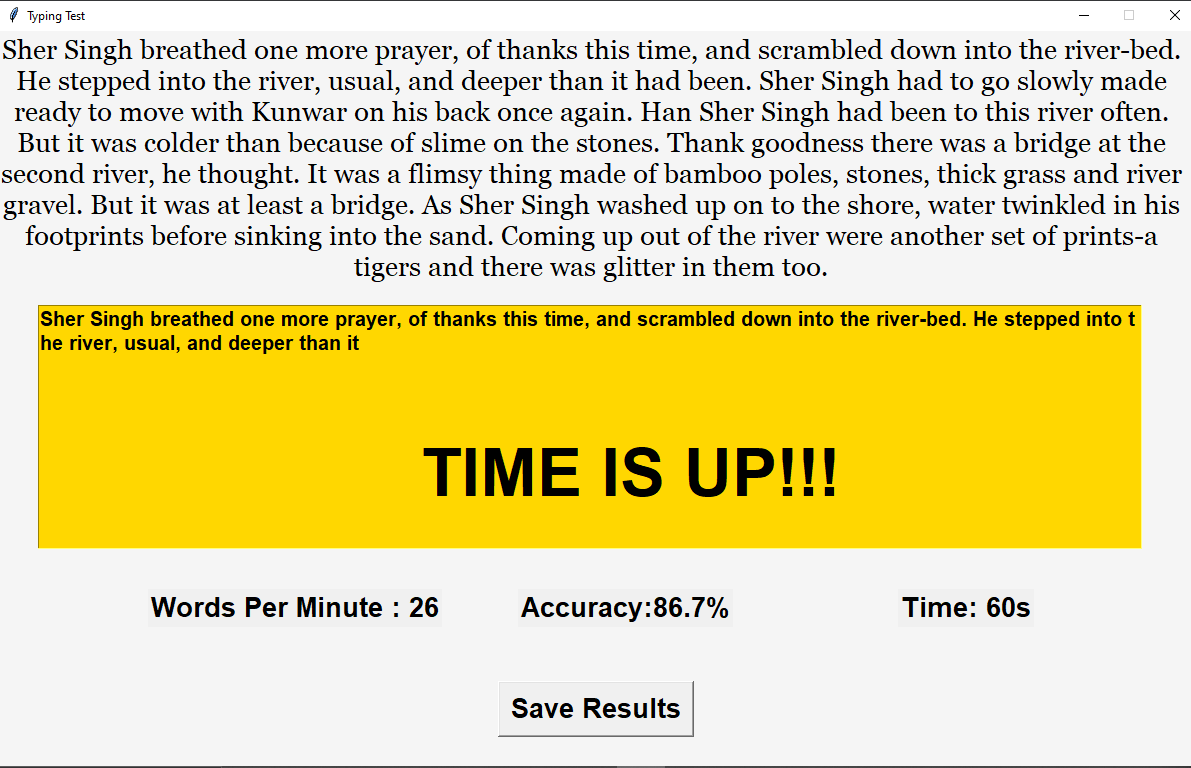 Typing Test
Sher Singh breathed one more prayer, of thanks this time, and scrambled down into the river-bed.
He stepped into the river, usual, and deeper than it had been. Sher Singh had to go slowly made
ready to move with Kunwar on his back once again. Han Sher Singh had been to this river often.
But it was colder than because of slime on the stones. Thank goodness there was a bridge at the
second river, he thought. It was a flimsy thing made of bamboo poles, stones, thick grass and river
gravel. But it was at least a bridge. As Sher Singh washed up on to the shore, water twinkled in his
footprints before sinking into the sand. Coming up out of the river were another set of prints-a
tigers and there was glitter in them too.
Sher Singh breathed one more prayer, of thanks this time, and scrambled down into the river-bed. He stepped into t
he river, usual, and deeper than it
TIME IS UP!!!
Words Per Minute : 26
Accuracy:86.7%
Time: 60s
Save Results